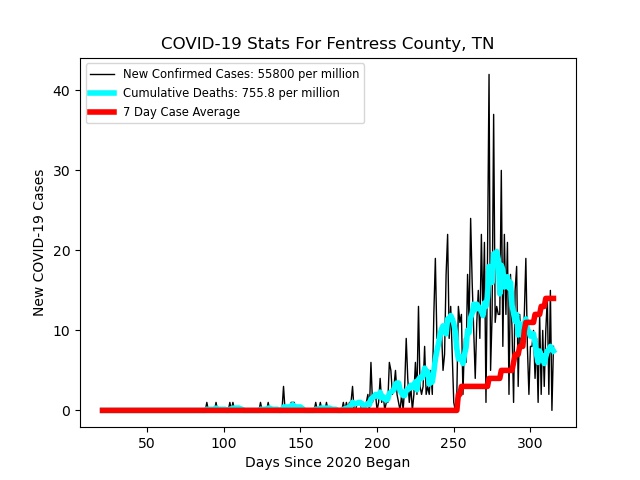 COVID-19 Stats For Fentress County, TN
New Confirmed Cases: 55800 per million
Cumulative Deaths: 755.8 per million
7 Day Case Average
New COVID-19 Cases
40
30
20
10
0
50 100 150 200 250 300
Days Since 2020 Began